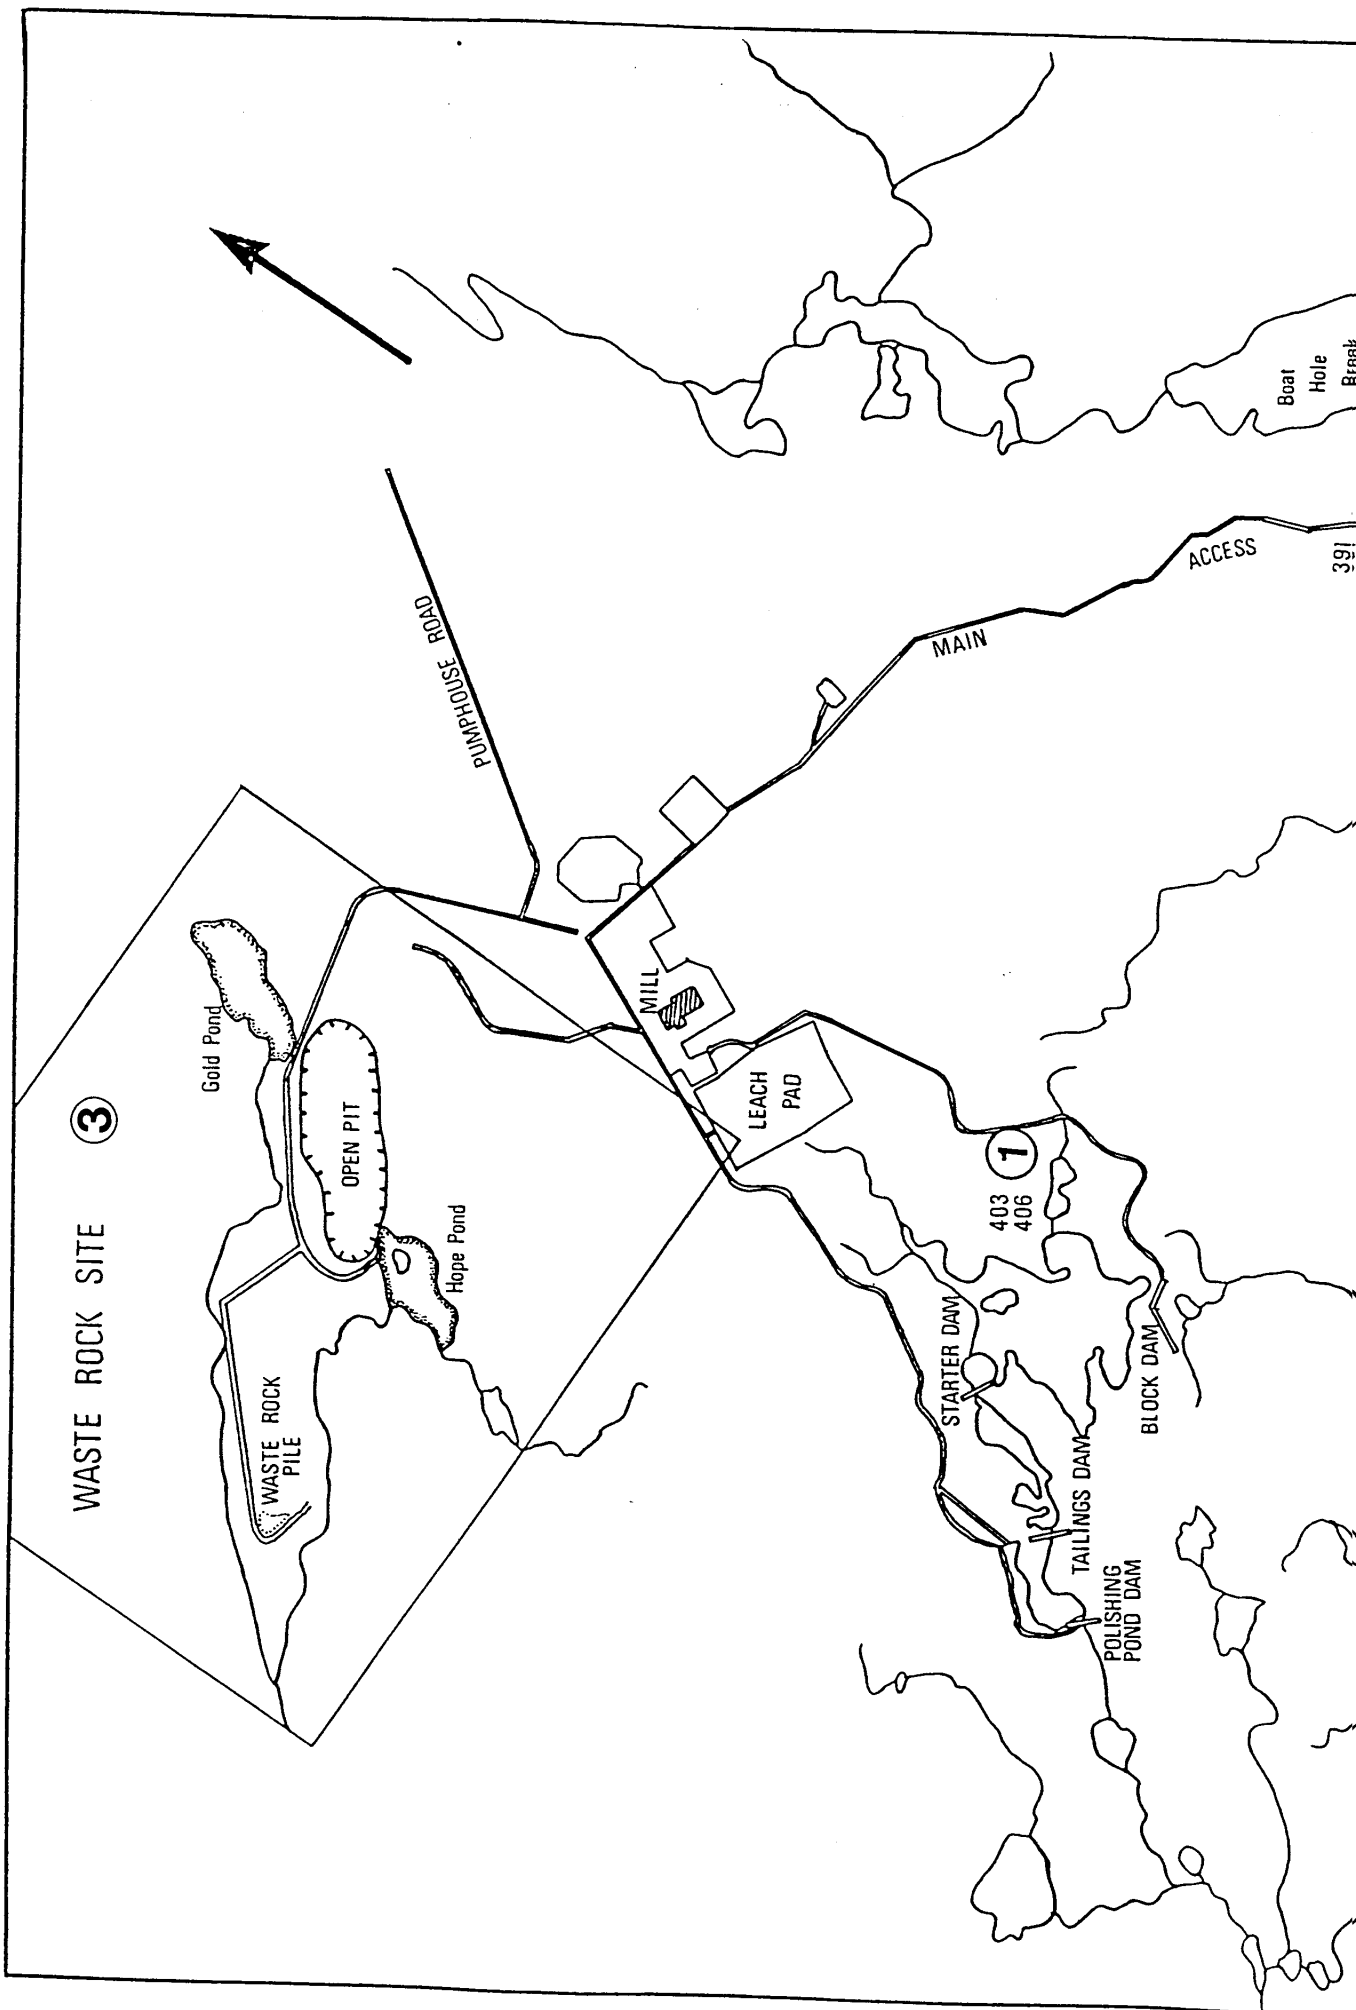 WASTE ROCK SITE
3
Gold Pond
OPEN PIT
Hope Pond
WASTE ROCK
PILE
PUMPHOUSE ROAD
MILL
LEACH
PAD
MAIN
ACCESS
391
Boat
Hole
403
406
1
STARTER DAM
TAILINGS DAM
BLOCK DAM
POLISHING
POND DAM